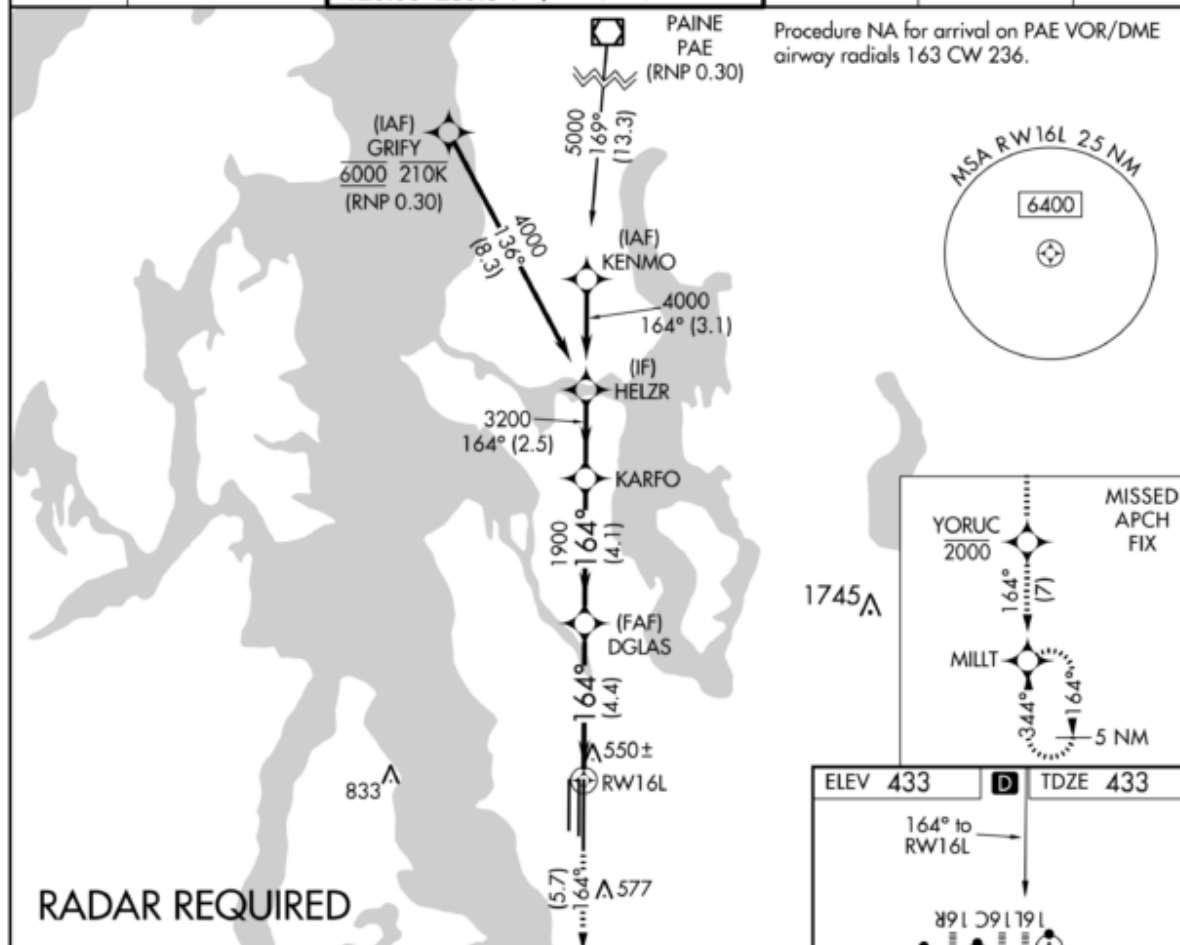 PAINE
PAE
(RNP 0.30)
Procedure NA for arrival on PAE VOR/DME
airway radials 163 CW 236.
(IAF)
GRIFY
6000 210K
(RNP 0.30)
5000
169°
(13.3)
4000
136°
(8.3)
MSA RW16L 25 NM
6400
(IAF)
KENMO
4000
164° (3.1)
(IF)
HELZR
3200
164° (2.5)
KARFO
1900
164°
(4.1)
(FAF)
DGLAS
164°
(4.4)
550±
RW16L
833
1745
577
(5.7)
164°
RADAR REQUIRED
MISSED
APCH
FIX
YORUC
2000
164°
(7)
MILLT
344°
164°
5 NM
ELEV 433
D
TDZE 433
164° to
RW16L
16R 16C 16L